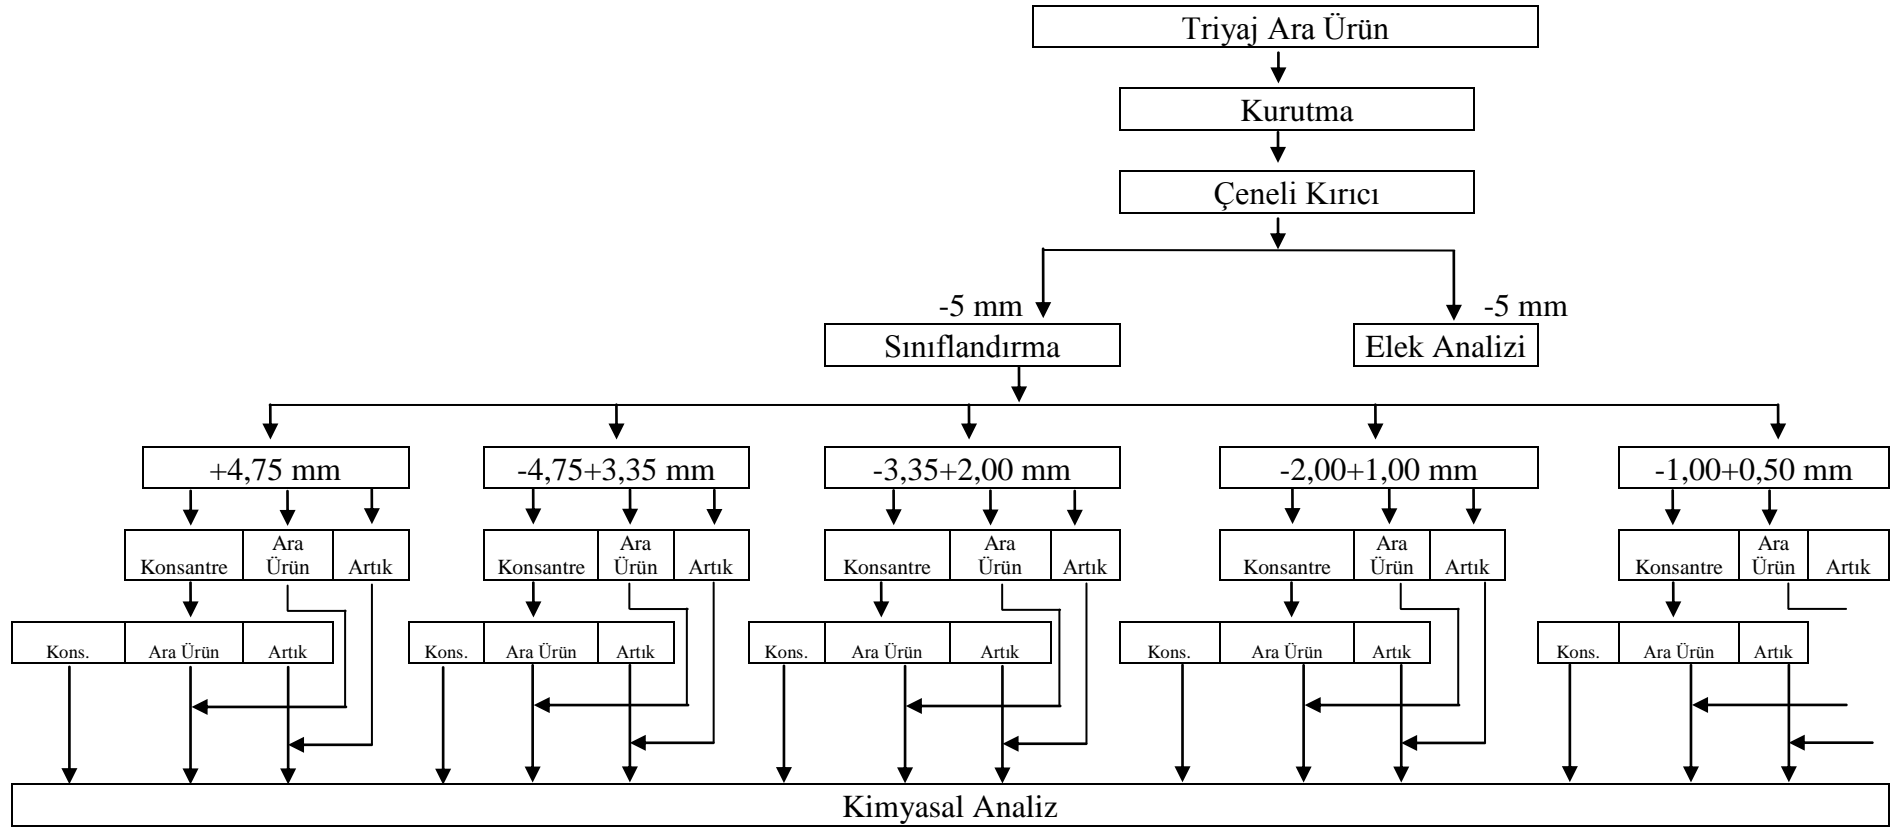 Triyaj Ara Ürün
Kurutma
Çeneli Kırıcı
-5 mm
-5 mm
Sınıflandırma
Elek Analizi
+4,75 mm
-4,75+3,35 mm
-3,35+2,00 mm
-2,00+1,00 mm
-1,00+0,50 mm
Konsantre
Ara
Ürün
Artık
Konsantre
Ara
Ürün
Artık
Konsantre
Ara
Ürün
Artık
Konsantre
Ara
Ürün
Artık
Konsantre
Ara
Ürün
Artık
Kons.
Ara Ürün
Artık
Kons.
Ara Ürün
Artık
Kons.
Ara Ürün
Artık
Kons.
Ara Ürün
Artık
Kons.
Ara Ürün
Artık
Kimyasal Analiz